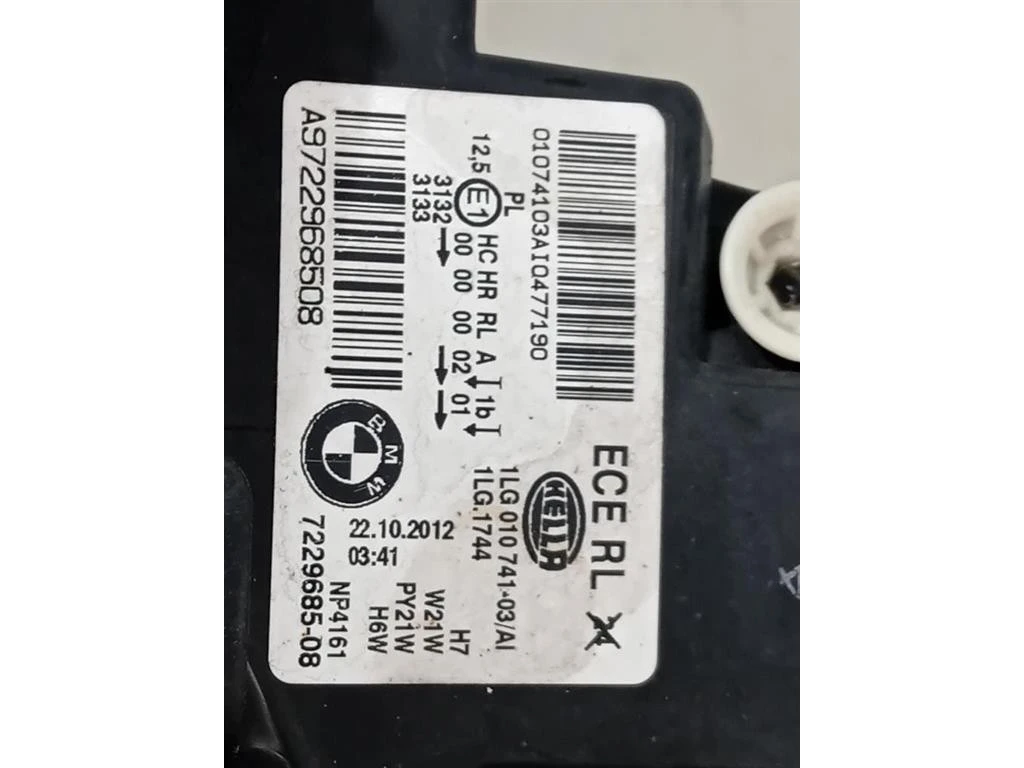 01074103AIQ477190
ECE RL
PL
12,5 E1 HC HR RL A 1b
3132 00 00 00 02 01
3133
HELLA
1LG 010 741-03/AI
1LG.1744
H7
W21W
PY21W
H6W
A9722968508
BMW
22.10.2012
03:41
NP4161
7229685-08